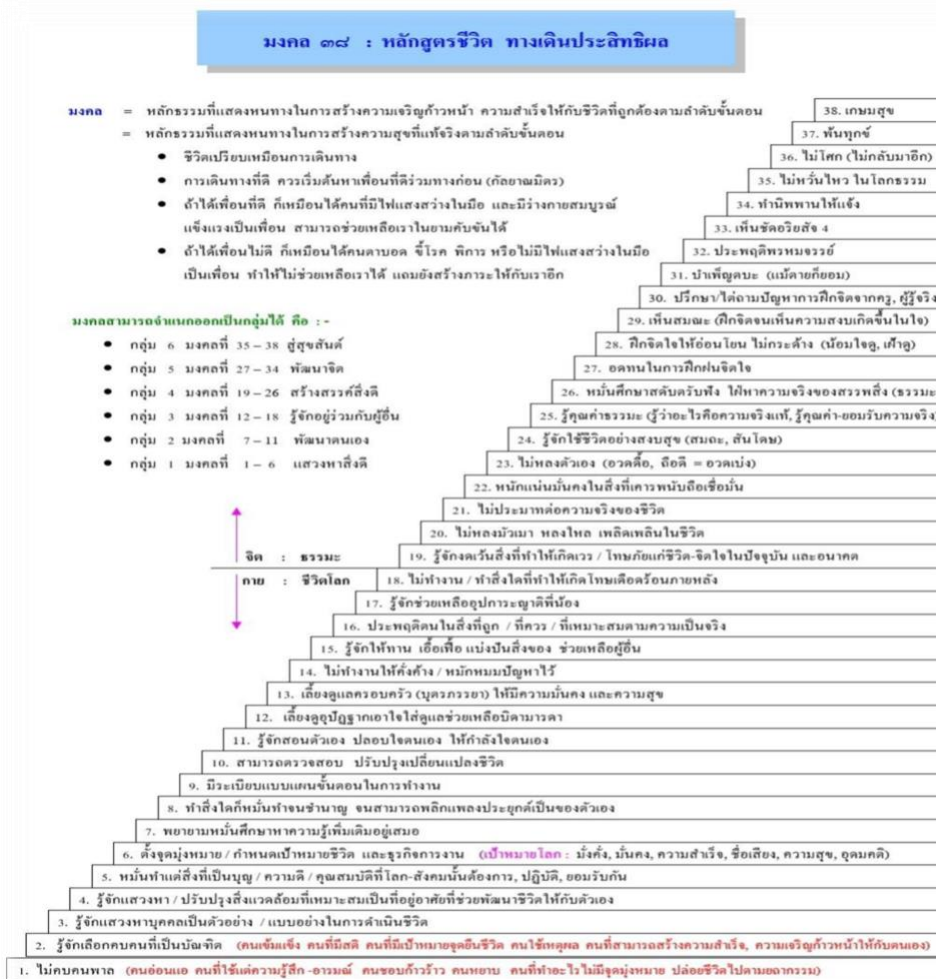 มงคล ๓๘ : หลักสูตรชีวิต ทางเดินประสิทธิผล
มงคล = หลักธรรมที่แสดงหนทางในการสร้างความเจริญก้าวหน้า ความสำเร็จให้กับชีวิตที่ถูกต้องตามลำดับขั้นตอน
= หลักธรรมที่แสดงหนทางในการสร้างความสุขที่แท้จริงตามลำดับขั้นตอน
• ชีวิตเปรียบเหมือนการเดินทาง
• การเดินทางที่ดี ควรเริ่มค้นหาเพื่อนที่ดีร่วมทางก่อน (กัลยาณมิตร)
• ถ้าได้เพื่อนที่ดี ก็เหมือนได้คนที่มีไฟแสงสว่างในมือ และมีร่างกายสมบูรณ์
แข็งแรงเป็นเพื่อน สามารถช่วยเหลือเราในยามคับขันได้
• ถ้าได้เพื่อนไม่ดี ก็เหมือนได้คนตาบอด ขี้โรค พิการ หรือไม่มีไฟแสงสว่างในมือ
เป็นเพื่อน ทำให้ไม่ช่วยเหลือเราได้ แถมยังสร้างภาระให้กับเราอีก
มงคลสามารถจำแนกออกเป็นกลุ่มได้ คือ : -
• กลุ่ม 6 มงคลที่ 35 – 38 สู่สุขสันต์
• กลุ่ม 5 มงคลที่ 27 – 34 พัฒนาจิต
• กลุ่ม 4 มงคลที่ 19 – 26 สร้างสรรค์สิ่งดี
• กลุ่ม 3 มงคลที่ 12 – 18 รู้จักอยู่ร่วมกับผู้อื่น
• กลุ่ม 2 มงคลที่ 7 – 11 พัฒนาตนเอง
• กลุ่ม 1 มงคลที่ 1 – 6 แสวงหาสิ่งดี
จิต : ธรรมะ
กาย : ชีวิตโลก
38. เกษมสุข
37. พ้นทุกข์
36. ไม่โศก (ไม่กลับมาอีก)
35. ไม่หวั่นไหว ในโลกธรรม
34. ทำนิพพานให้แจ้ง
33. เห็นชัดอริยสัจ 4
32. ประพฤติพรหมจรรย์
31. บำเพ็ญตบะ (แม้ตายก็ยอม)
30. ปรึกษา/ไต่ถามปัญหาการฝึกจิตจากครู, ผู้รู้จริง
29. เห็นสมณะ (ฝึกจิตจนเห็นความสงบเกิดขึ้นในใจ)
28. ฝึกจิตใจให้อ่อนโยน ไม่กระด้าง (น้อมใจดู, เฝ้าดู)
27. อดทนในการฝึกฝนจิตใจ
26. หมั่นศึกษาสดับตรับฟัง ใฝ่หาความจริงของสรรพสิ่ง (ธรรมะ
25. รู้คุณค่าธรรมะ (รู้ว่าอะไรคือความจริงแท้, รู้คุณค่า-ยอมรับความจริง)
24. รู้จักใช้ชีวิตอย่างสงบสุข (สมถะ, สันโดษ)
23. ไม่หลงตัวเอง (อวดดื้อ, ถือดี = อวดเบ่ง)
22. หนักแน่นมั่นคงในสิ่งที่เคารพนับถือเชื่อมั่น
21. ไม่ประมาทต่อความจริงของชีวิต
20. ไม่หลงมัวเมา หลงใหล เพลิดเพลินในชีวิต
19. รู้จักงดเว้นสิ่งที่ทำให้เกิดเวร / โทษภัยแก่ชีวิต-จิตใจในปัจจุบัน และอนาคต
18. ไม่ทำงาน / ทำสิ่งใดที่ทำให้เกิดโทษเดือดร้อนภายหลัง
17. รู้จักช่วยเหลืออุปการะญาติพี่น้อง
16. ประพฤติตนในสิ่งที่ถูก / ที่ควร / ที่เหมาะสมตามความเป็นจริง
15. รู้จักให้ทาน เอื้อเฟื้อ แบ่งปันสิ่งของ ช่วยเหลือผู้อื่น
14. ไม่ทำงานให้คั่งค้าง / หมักหมมปัญหาไว้
13. เลี้ยงดูแลครอบครัว (บุตรภรรยา) ให้มีความมั่นคง และความสุข
12. เลี้ยงดูอุปัฏฐากเอาใจใส่ดูแลช่วยเหลือบิดามารดา
11. รู้จักสอนตัวเอง ปลอบใจตนเอง ให้กำลังใจตนเอง
10. สามารถตรวจสอบ ปรับปรุงเปลี่ยนแปลงชีวิต
9. มีระเบียบแบบแผนขั้นตอนในการทำงาน
8. ทำสิ่งใดก็หมั่นทำจนชำนาญ จนสามารถพลิกแพลงประยุกต์เป็นของตัวเอง
7. พยายามหมั่นศึกษาหาความรู้เพิ่มเติมอยู่เสมอ
6. ตั้งจุดมุ่งหมาย / กำหนดเป้าหมายชีวิต และธุรกิจการงาน (เป้าหมายโลก : มั่งคั่ง, มั่นคง, ความสำเร็จ, ชื่อเสียง, ความสุข, อุดมคติ)
5. หมั่นทำแต่สิ่งที่เป็นบุญ / ความดี / คุณสมบัติที่โลก-สังคมนั้นต้องการ, ปฏิบัติ, ยอมรับกัน
4. รู้จักแสวงหา / ปรับปรุงสิ่งแวดล้อมที่เหมาะสมเป็นที่อยู่อาศัยที่ช่วยพัฒนาชีวิตให้กับตัวเอง
3. รู้จักแสวงหาบุคคลเป็นตัวอย่าง / แบบอย่างในการดำเนินชีวิต
2. รู้จักเลือกคบคนที่เป็นบัณฑิต (คนเข้มแข็ง คนที่มีสติ คนที่มีเป้าหมายจุดยืนชีวิต คนใช้เหตุผล คนที่สามารถสร้างความสำเร็จ, ความเจริญก้าวหน้าให้กับตนเอง)
1. ไม่คบคนพาล (คนอ่อนแอ คนที่ใช้แต่ความรู้สึก -อารมณ์ คนชอบก้าวร้าว คนหยาบ คนที่ทำอะไรไม่มีจุดมุ่งหมาย ปล่อยชีวิตไปตามยถากรรม)